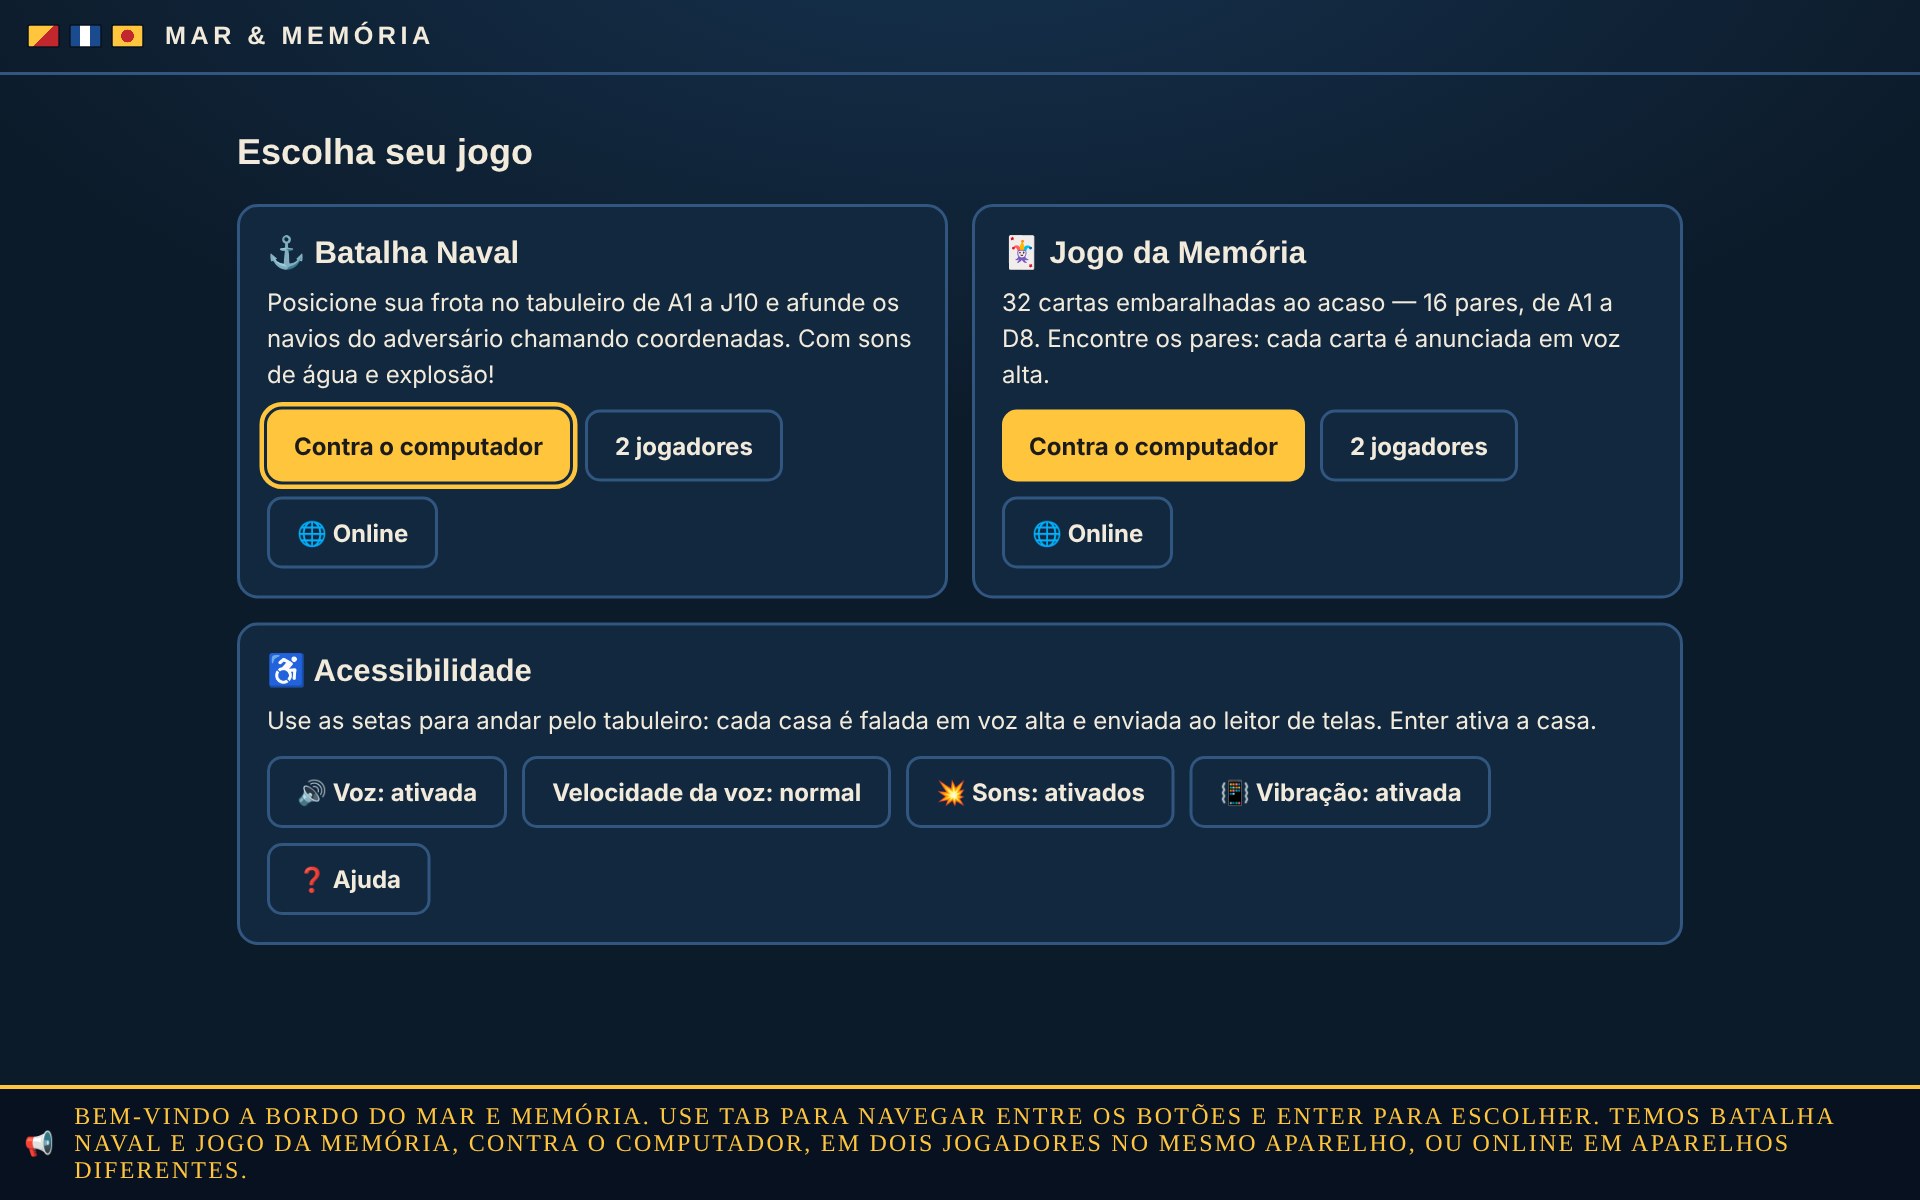 MAR & MEMÓRIA
Escolha seu jogo
Batalha Naval
Posicione sua frota no tabuleiro de A1 a J10 e afunde os
navios do adversário chamando coordenadas. Com sons
de água e explosão!
Contra o computador
2 jogadores
Online
Jogo da Memória
32 cartas embaralhadas ao acaso — 16 pares, de A1 a
D8. Encontre os pares: cada carta é anunciada em voz
alta.
Contra o computador
2 jogadores
Online
Acessibilidade
Use as setas para andar pelo tabuleiro: cada casa é falada em voz alta e enviada ao leitor de telas. Enter ativa a casa.
Voz: ativada
Velocidade da voz: normal
Sons: ativados
Vibração: ativada
Ajuda
BEM-VINDO A BORDO DO MAR E MEMÓRIA. USE TAB PARA NAVEGAR ENTRE OS BOTÕES E ENTER PARA ESCOLHER. TEMOS BATALHA
NAVAL E JOGO DA MEMÓRIA, CONTRA O COMPUTADOR, EM DOIS JOGADORES NO MESMO APARELHO, OU ONLINE EM APARELHOS
DIFERENTES.